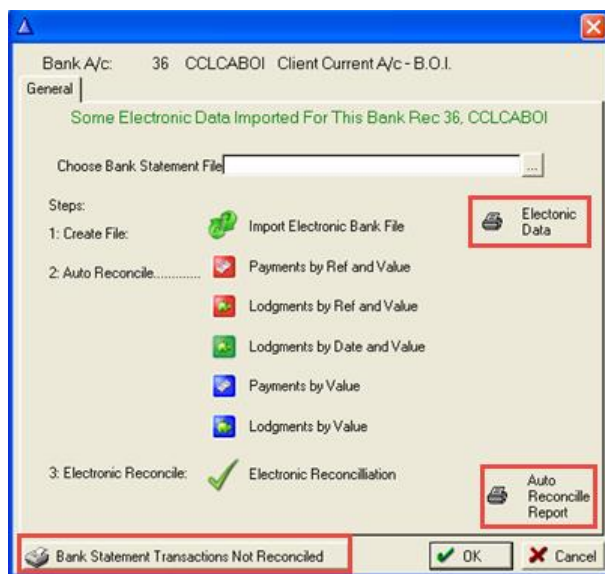 Bank A/c: 36 CCLCABOI Client Current A/c - B.O.I.
General
Some Electronic Data Imported For This Bank Rec 36, CCLCABOI
Choose Bank Statement File ...
Steps:
1: Create File: Import Electronic Bank File
Electonic
Data
2: Auto Reconcile............. Payments by Ref and Value
Lodgments by Ref and Value
Lodgments by Date and Value
Payments by Value
Lodgments by Value
3: Electronic Reconcile: Electronic Reconcilliation
Auto
Reconcille
Report
Bank Statement Transactions Not Reconciled
OK
Cancel